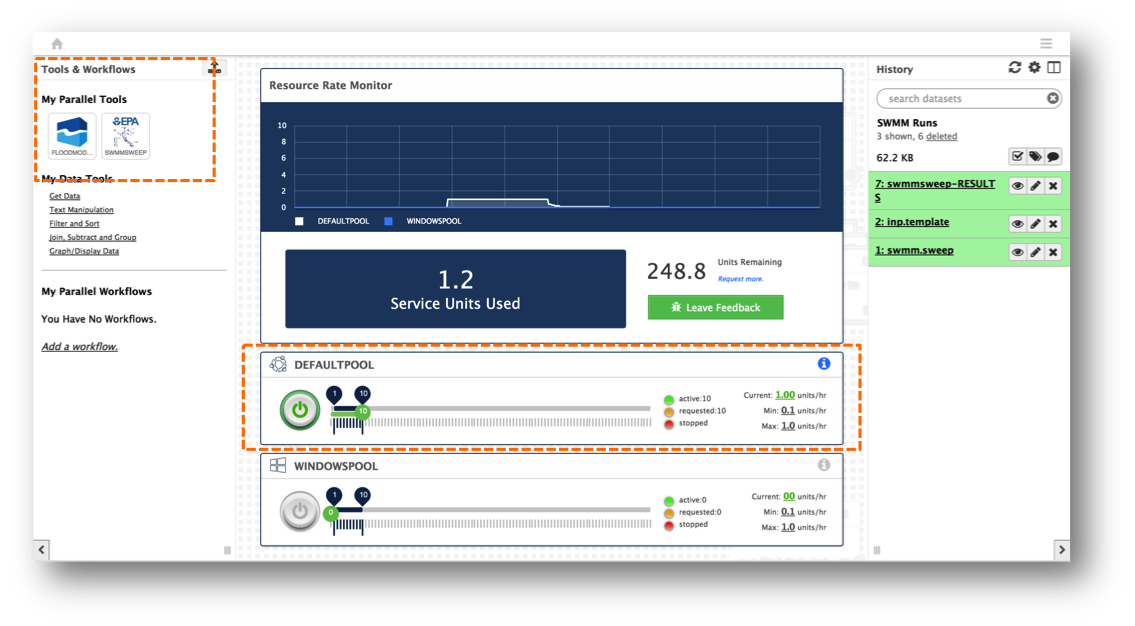 Tools & Workflows
My Parallel Tools
EPA
FLOODMOD...
SWMMSWEEP
My Data Tools
Get Data
Text Manipulation
Filter and Sort
Join, Subtract and Group
Graph/Display Data
My Parallel Workflows
You Have No Workflows.
Add a workflow.
Resource Rate Monitor
10
8
6
4
2
0
DEFAULTPOOL
WINDOWSPOOL
1.2
Service Units Used
248.8
Units Remaining
Request more.
Leave Feedback
DEFAULTPOOL
1
10
10
active:10
requested:10
stopped
Current: 1.00 units/hr
Min: 0.1 units/hr
Max: 1.0 units/hr
WINDOWSPOOL
1
10
0
active:0
requested:0
stopped
Current: 00 units/hr
Min: 0.1 units/hr
Max: 1.0 units/hr
History
search datasets
SWMM Runs
3 shown, 6 deleted
62.2 KB
7: swmmsweep-RESULT
S
2: inp.template
1: swmm.sweep